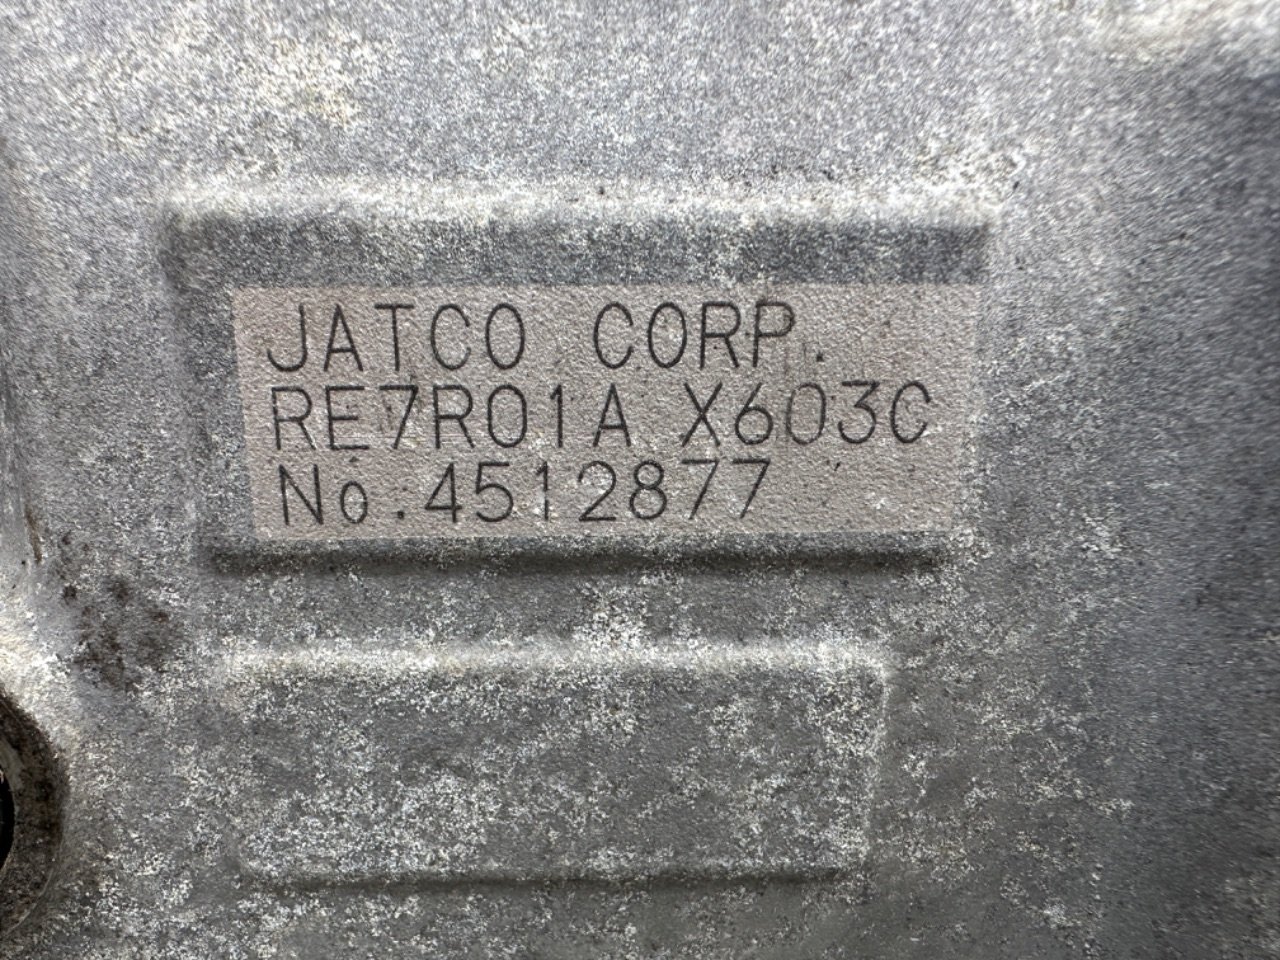 JATCO CORP.
RE7R01A X603C
No.4512877